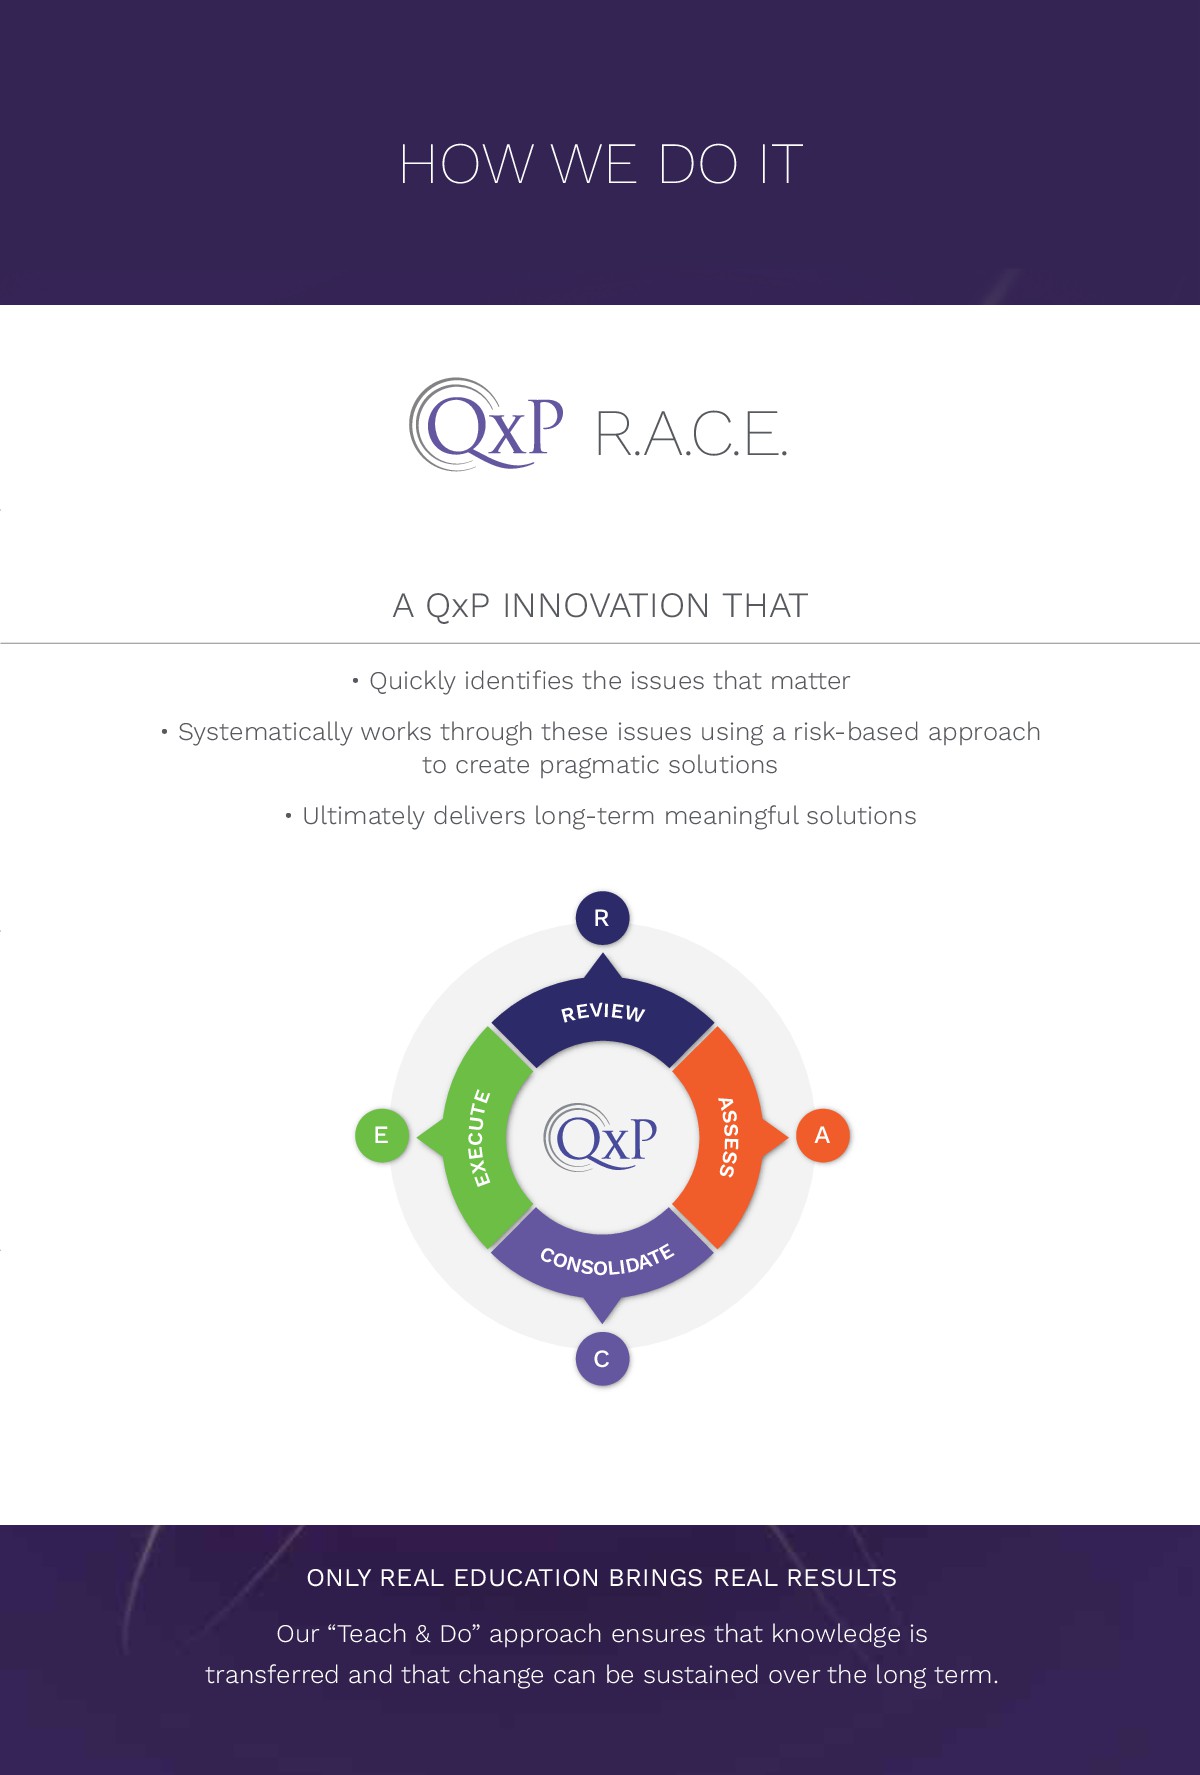 HOW WE DO IT
QxP R.A.C.E.
A QxP INNOVATION THAT
• Quickly identifies the issues that matter
• Systematically works through these issues using a risk-based approach
to create pragmatic solutions
• Ultimately delivers long-term meaningful solutions
R
REVIEW
E
EXECUTE
QxP
ASSESS
A
CONSOLIDATE
C
ONLY REAL EDUCATION BRINGS REAL RESULTS
Our “Teach & Do” approach ensures that knowledge is
transferred and that change can be sustained over the long term.